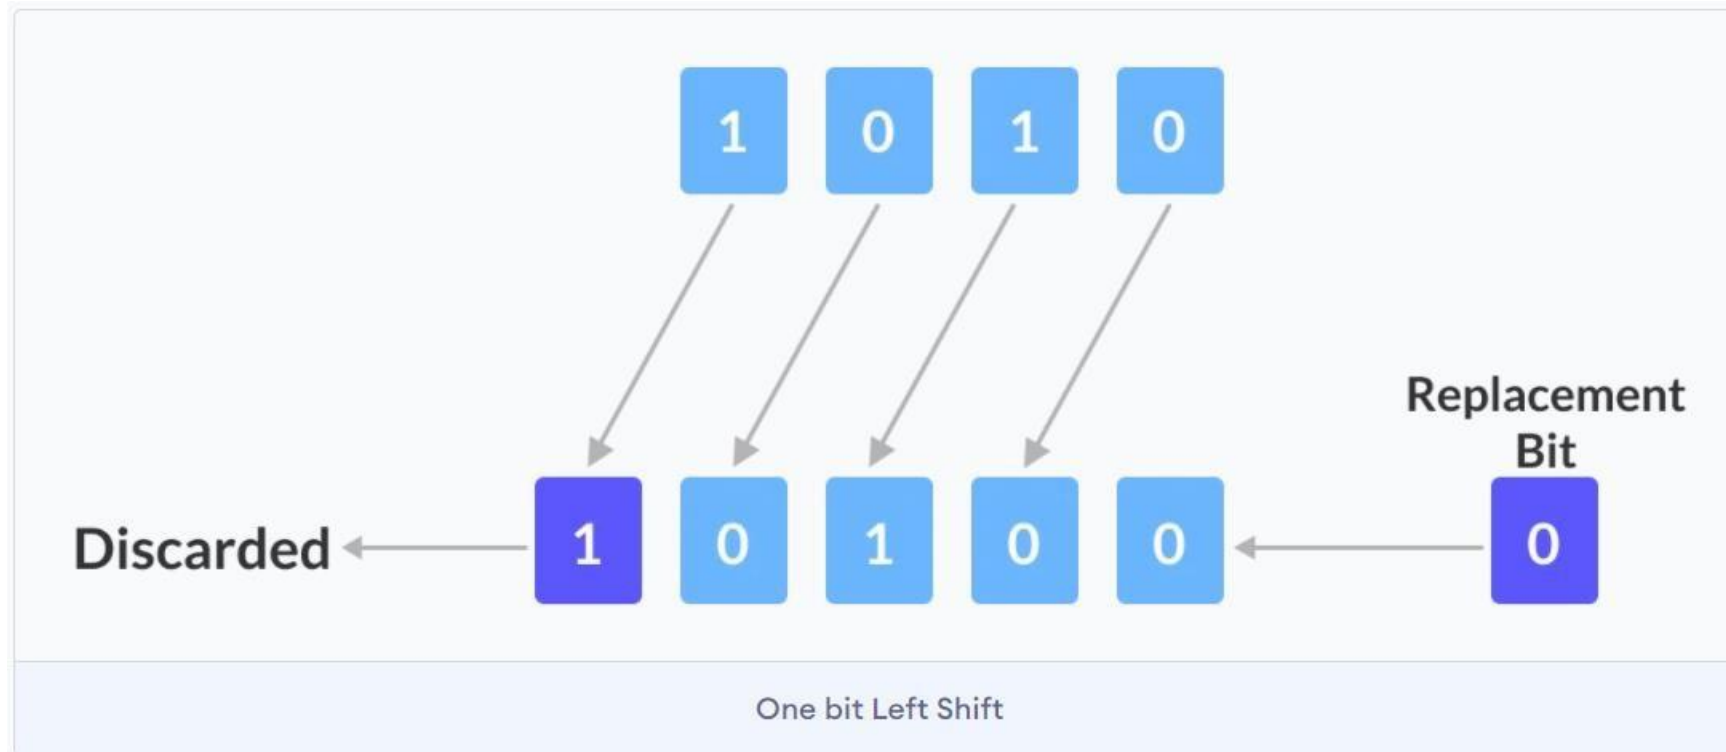 1 0 1 0
Replacement
Bit
Discarded 1 0 1 0 0 0
One bit Left Shift